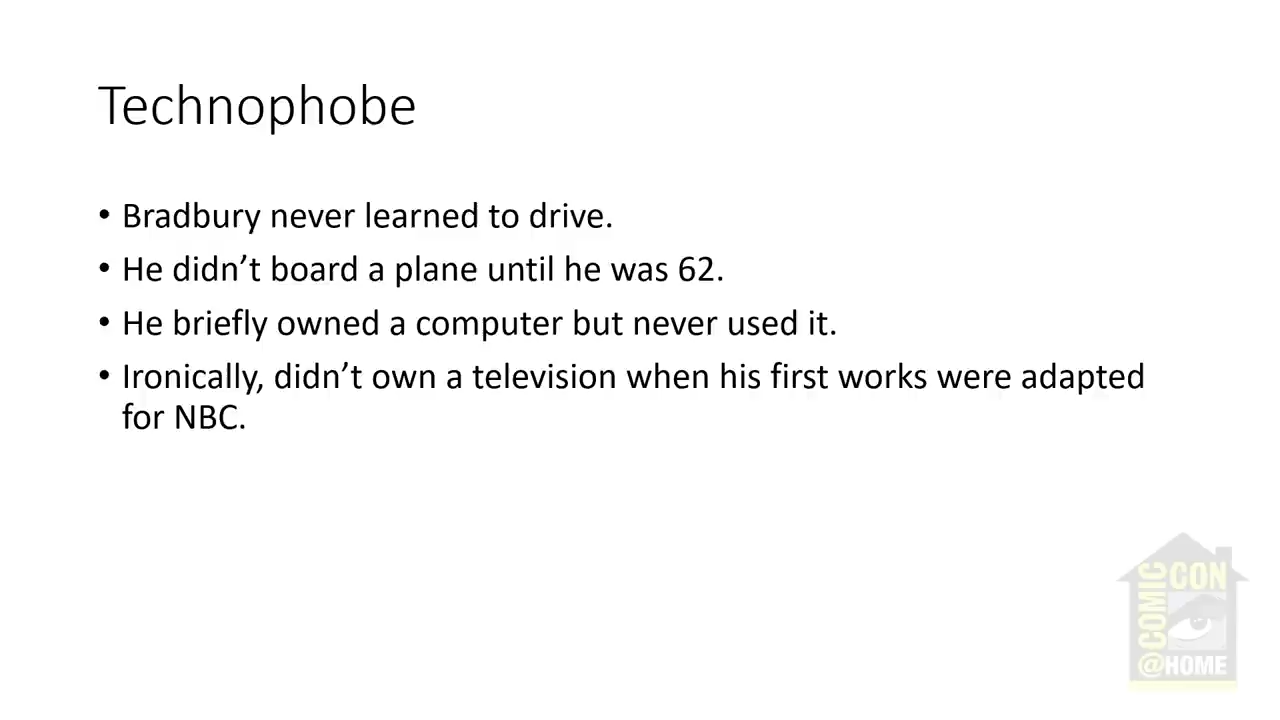 Technophobe
• Bradbury never learned to drive.
• He didn’t board a plane until he was 62.
• He briefly owned a computer but never used it.
• Ironically, didn’t own a television when his first works were adapted
for NBC.
COMIC
CON
@HOME